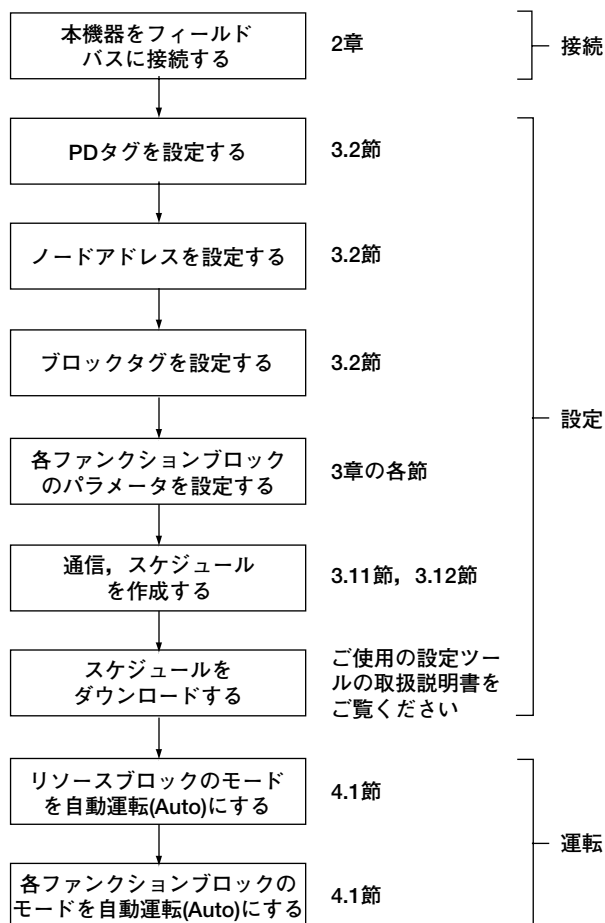 本機器をフィールド
バスに接続する
2章
接続
PDタグを設定する
3.2節
ノードアドレスを設定する
3.2節
ブロックタグを設定する
3.2節
設定
各ファンクションブロック
のパラメータを設定する
3章の各節
通信，スケジュール
を作成する
3.11節，3.12節
スケジュールを
ダウンロードする
ご使用の設定ツー
ルの取扱説明書を
ご覧ください
リソースブロックのモード
を自動運転(Auto)にする
4.1節
運転
各ファンクションブロックの
モードを自動運転(Auto)にする
4.1節